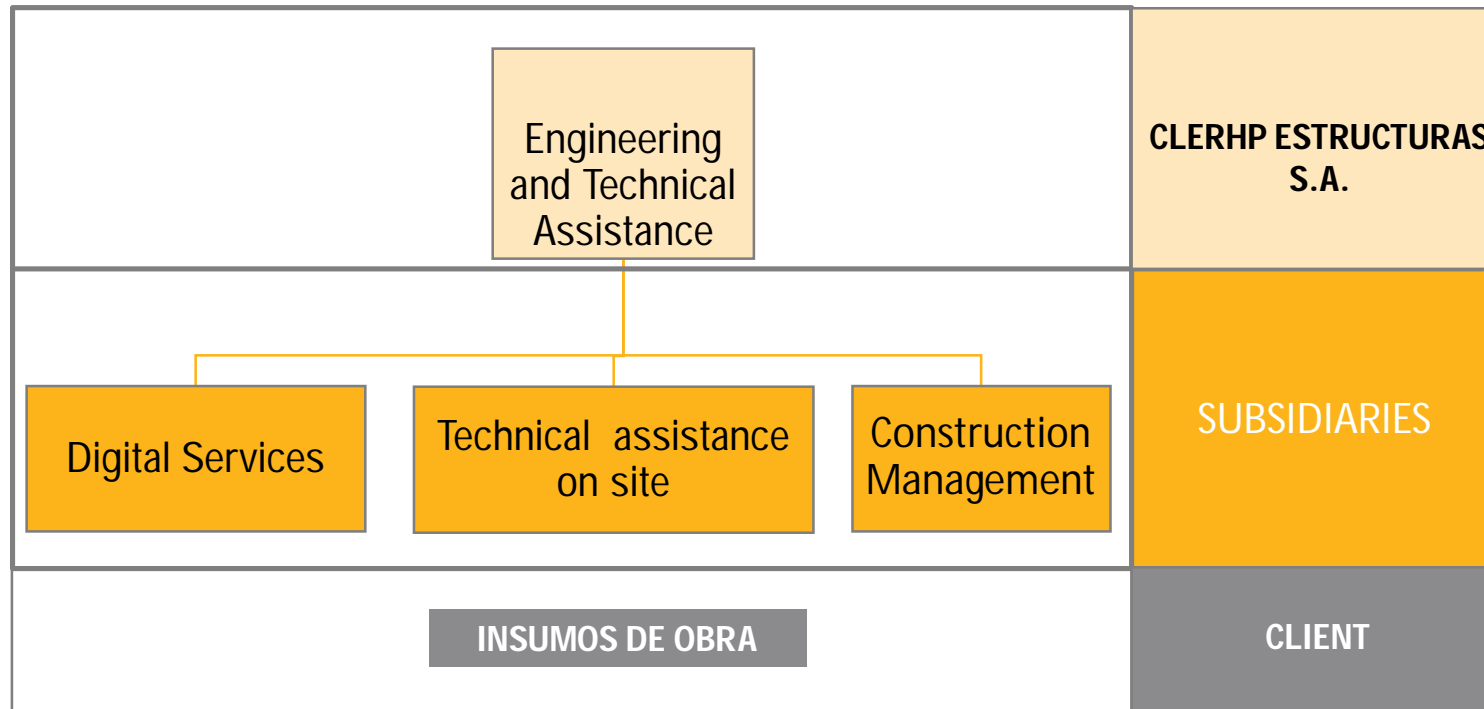 Engineering
and Technical
Assistance
CLERHP ESTRUCTURAS
S.A.
Digital Services
Technical assistance
on site
Construction
Management
SUBSIDIARIES
INSUMOS DE OBRA
CLIENT